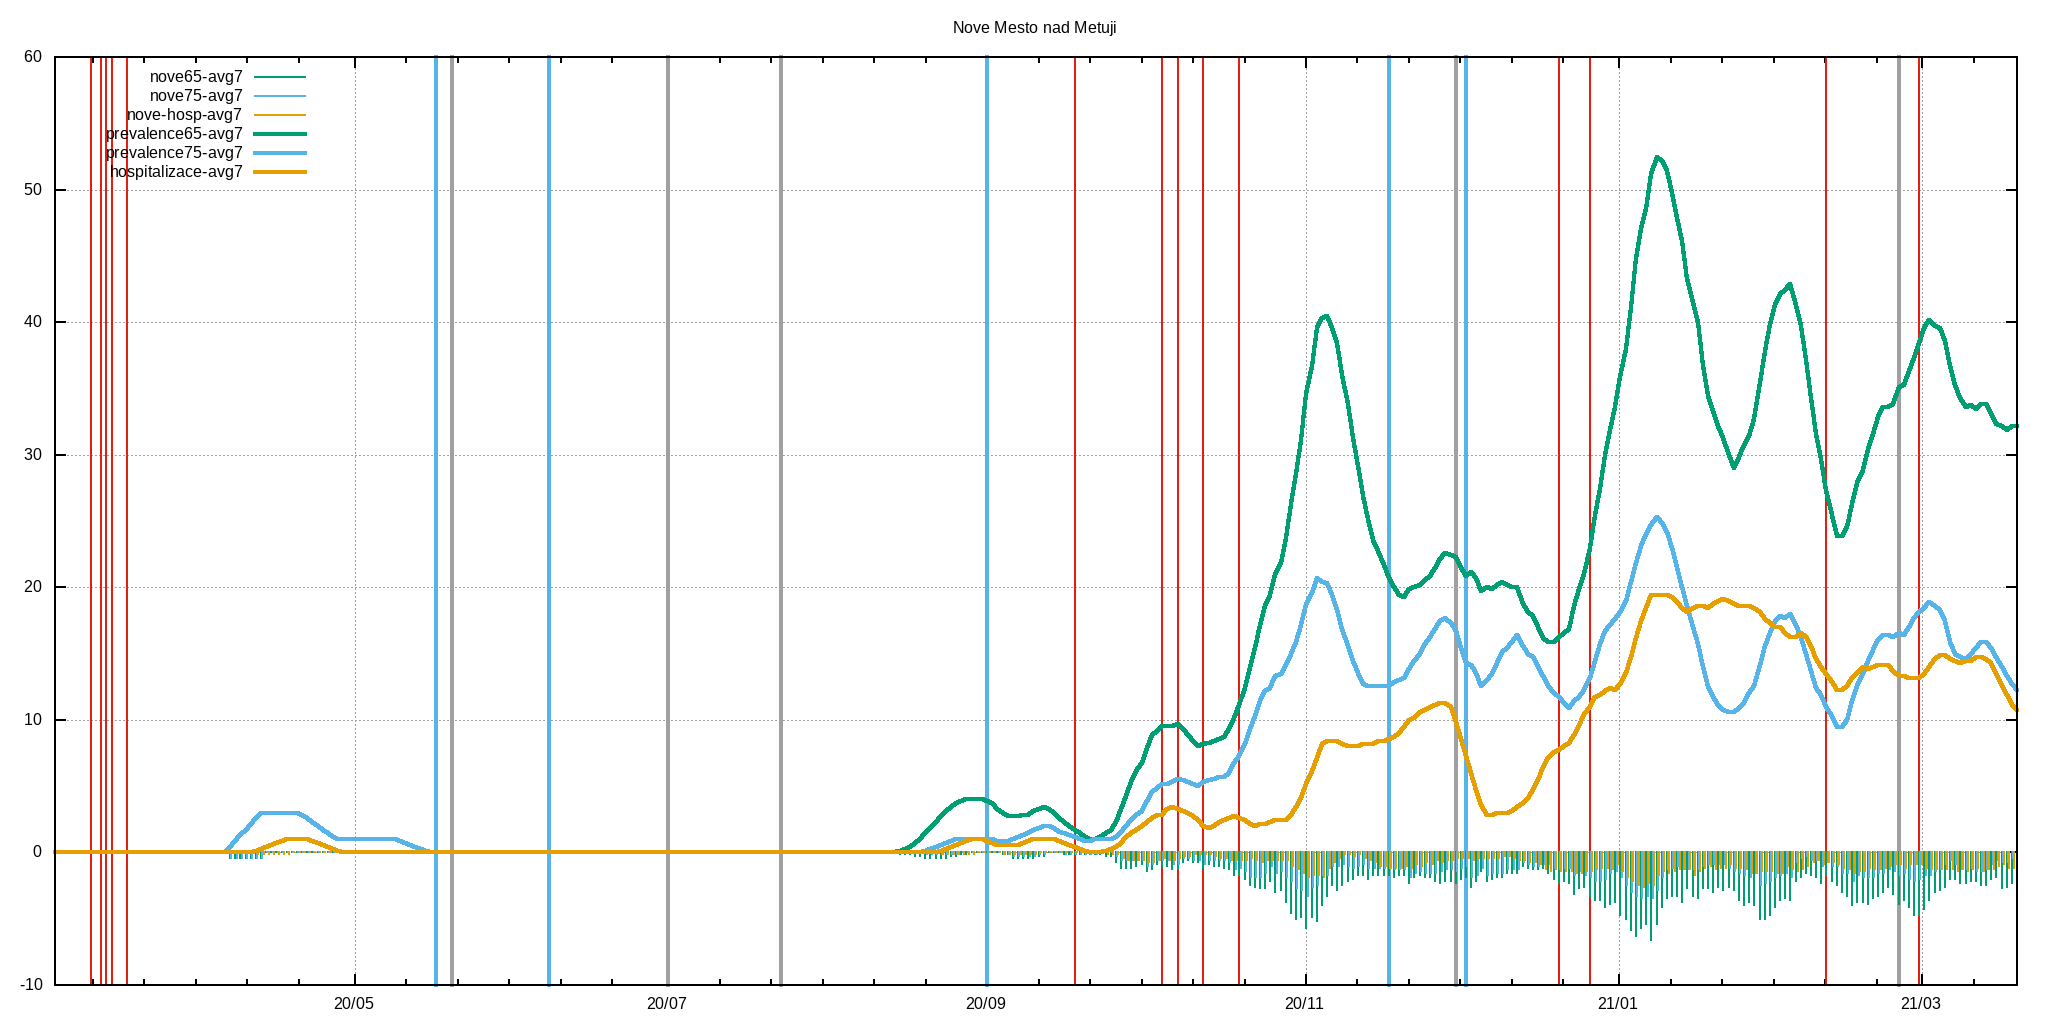 Nove Mesto nad Metuji
60
50
40
30
20
10
0
-10
nove65-avg7
nove75-avg7
nove-hosp-avg7
prevalence65-avg7
prevalence75-avg7
hospitalizace-avg7
20/05
20/07
20/09
20/11
21/01
21/03